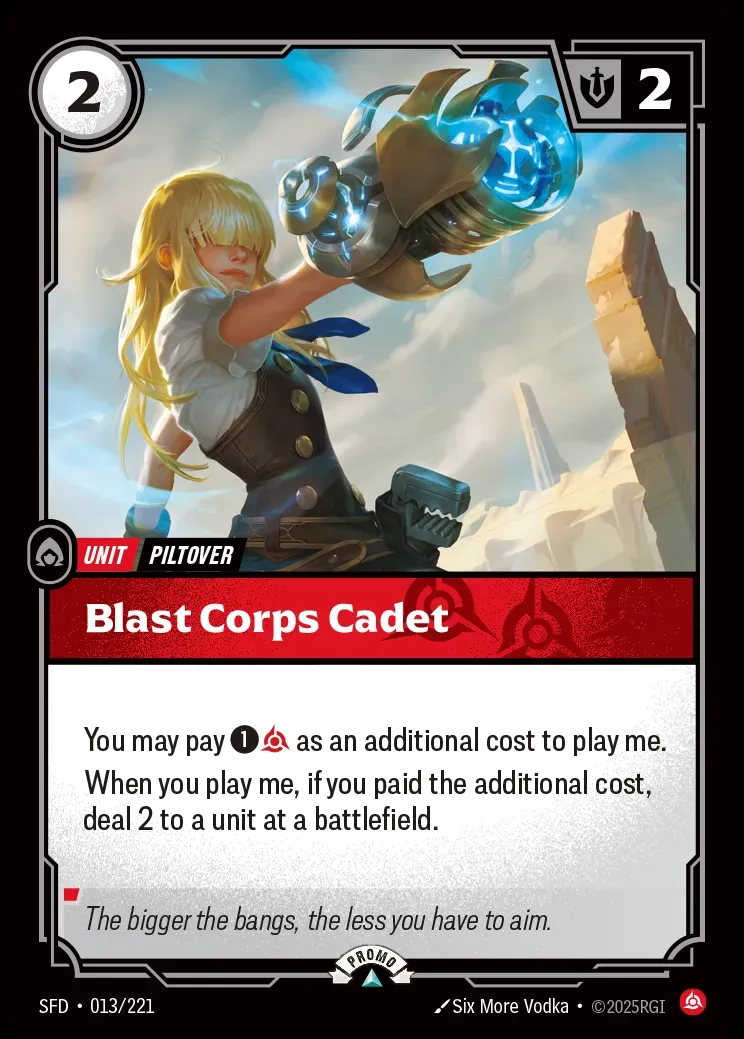 2
2
UNIT PILTOVER
Blast Corps Cadet
You may pay 1 as an additional cost to play me.
When you play me, if you paid the additional cost,
deal 2 to a unit at a battlefield.
The bigger the bangs, the less you have to aim.
PROMO
SFD • 013/221
Six More Vodka • ©2025RGI